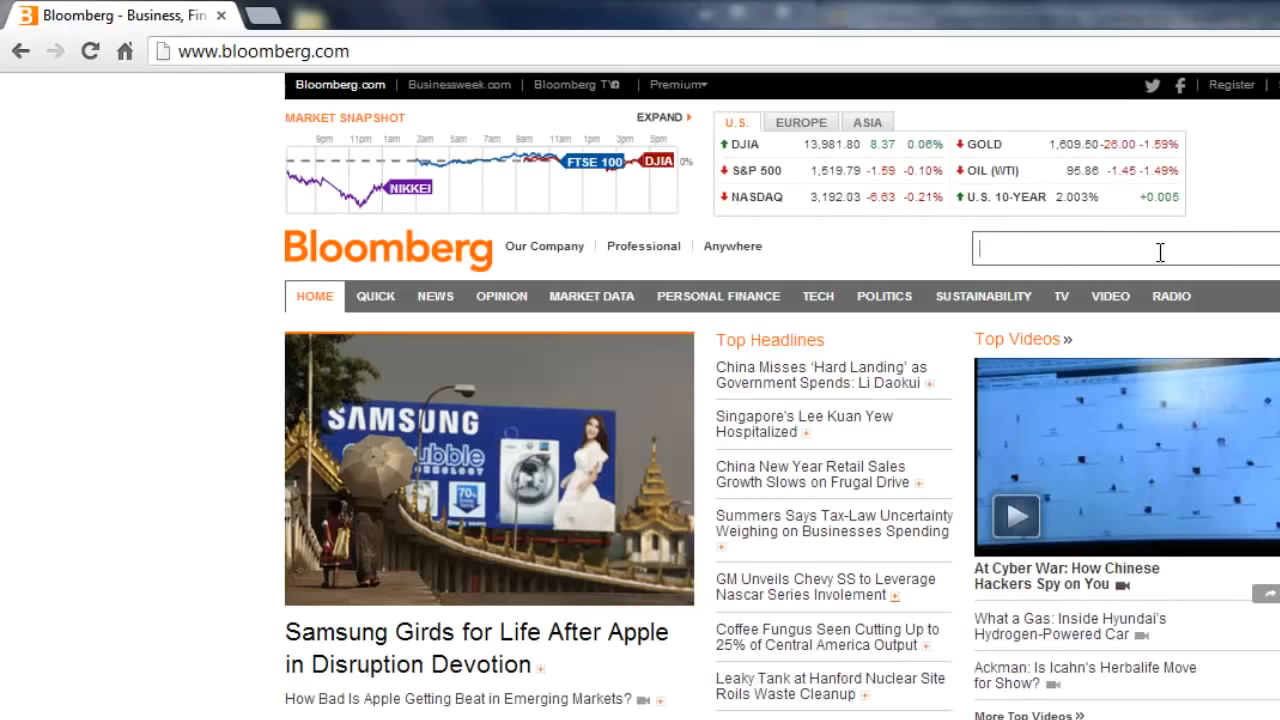 Bloomberg - Business, Fin
www.bloomberg.com
Bloomberg.com | Businessweek.com | Bloomberg TV | Premium
Register |
MARKET SNAPSHOT
EXPAND
9pm 11pm 1am 3am 5am 7am 9am 11am 1pm 3pm 5pm
FTSE 100
DJIA
0%
NIKKEI
U.S. EUROPE ASIA
DJIA 13,981.80 8.37 0.06%
S&P 500 1,519.79 -1.59 -0.10%
NASDAQ 3,192.03 -6.63 -0.21%
GOLD 1,609.50 -26.00 -1.59%
OIL (WTI) 95.86 -1.45 -1.49%
U.S. 10-YEAR 2.003% +0.005
Bloomberg
Our Company | Professional | Anywhere
HOME QUICK NEWS OPINION MARKET DATA PERSONAL FINANCE TECH POLITICS SUSTAINABILITY TV VIDEO RADIO
SAMSUNG
bubble
TECHNOLOGY
70%
Samsung Girds for Life After Apple
in Disruption Devotion
How Bad Is Apple Getting Beat in Emerging Markets?
Top Headlines
China Misses ‘Hard Landing’ as
Government Spends: Li Daokui
Singapore's Lee Kuan Yew
Hospitalized
China New Year Retail Sales
Growth Slows on Frugal Drive
Summers Says Tax-Law Uncertainty
Weighing on Businesses Spending
GM Unveils Chevy SS to Leverage
Nascar Series Involement
Coffee Fungus Seen Cutting Up to
25% of Central America Output
Leaky Tank at Hanford Nuclear Site
Roils Waste Cleanup
Top Videos »
At Cyber War: How Chinese
Hackers Spy on You
What a Gas: Inside Hyundai's
Hydrogen-Powered Car
Ackman: Is Icahn's Herbalife Move
for Show?
More Top Videos »